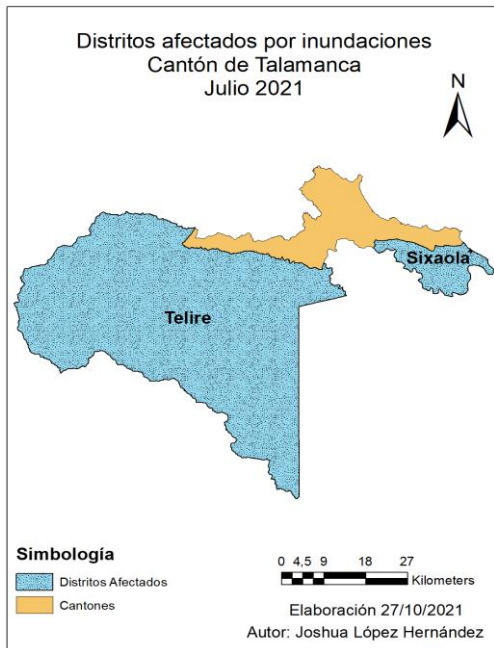 Distritos afectados por inundaciones
Cantón de Talamanca
Julio 2021
N
Sixaola
Telire
Simbología
Distritos Afectados
Cantones
0 4,5 9 18 27
Kilometers
Elaboración 27/10/2021
Autor: Joshua López Hernández